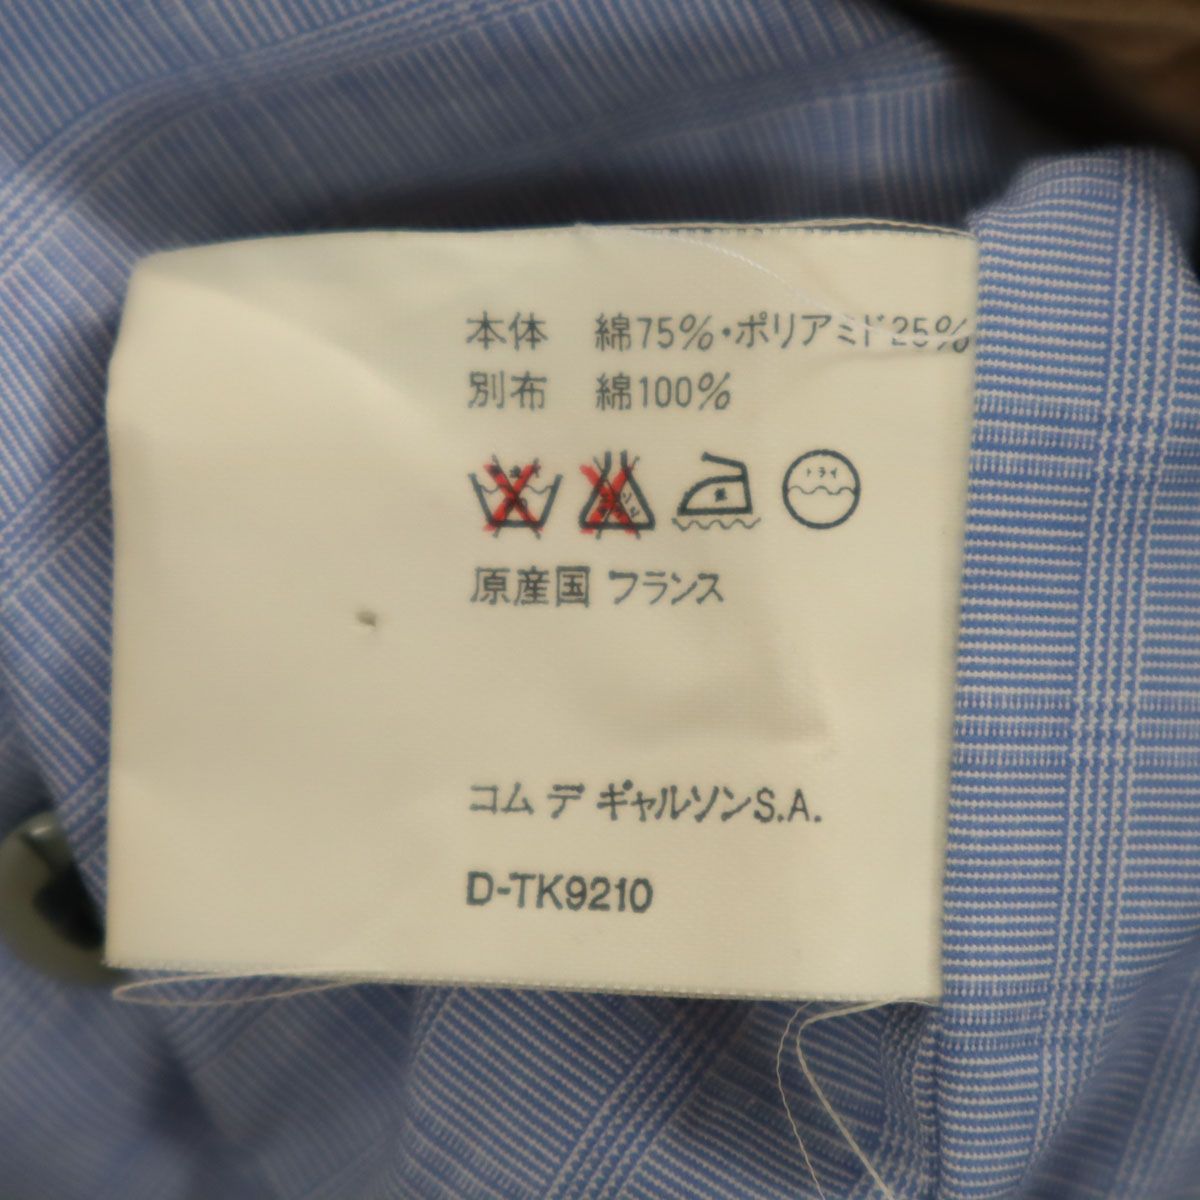 本体 綿75%・ポリアミド25%
別布 綿100%
ドライ
原産国 フランス
コム デ ギャルソンS.A.
D-TK9210